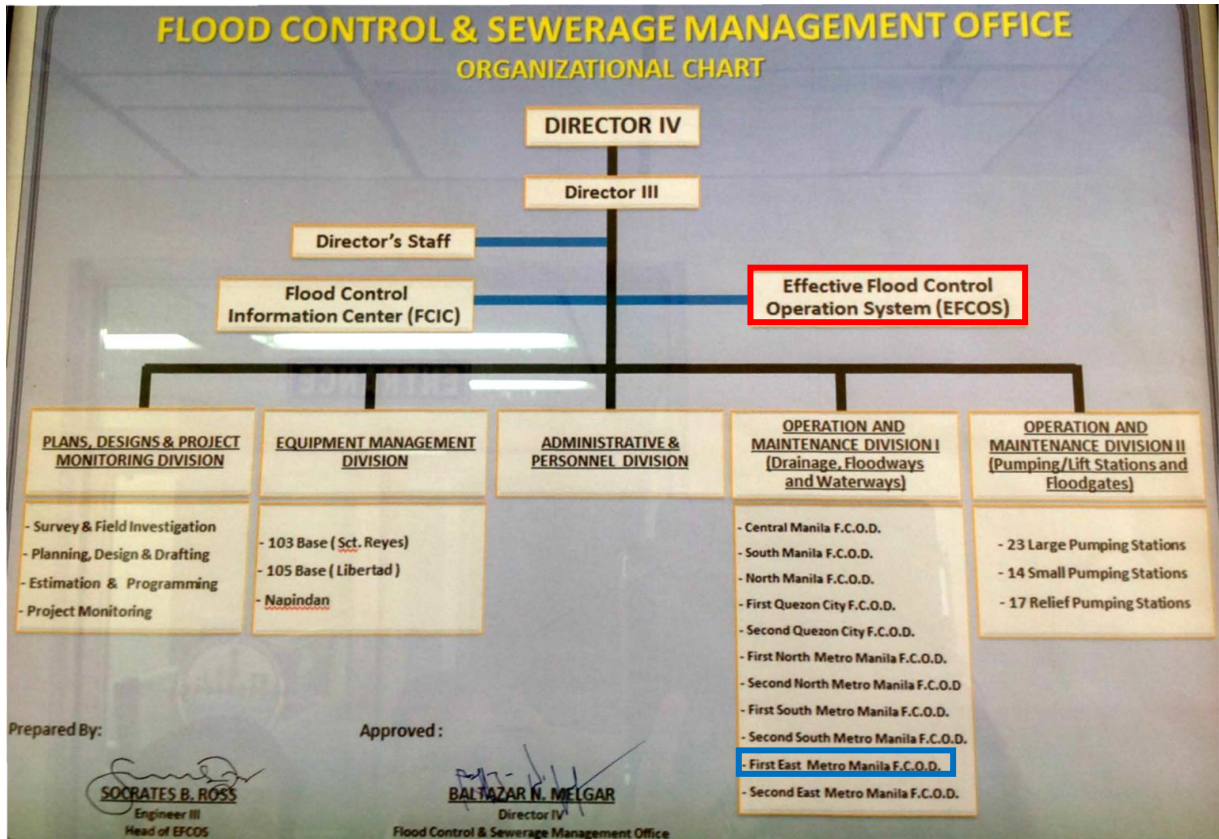 FLOOD CONTROL & SEWERAGE MANAGEMENT OFFICE
ORGANIZATIONAL CHART
DIRECTOR IV
Director III
Director's Staff
Flood Control
Information Center (FCIC)
Effective Flood Control
Operation System (EFCOS)
PLANS, DESIGNS & PROJECT
MONITORING DIVISION
- Survey & Field Investigation
- Planning, Design & Drafting
- Estimation & Programming
- Project Monitoring
EQUIPMENT MANAGEMENT
DIVISION
- 103 Base ( Sct. Reyes)
- 105 Base ( Libertad )
- Napindan
ADMINISTRATIVE &
PERSONNEL DIVISION
OPERATION AND
MAINTENANCE DIVISION I
(Drainage, Floodways
and Waterways)
- Central Manila F.C.O.D.
- South Manila F.C.O.D.
- North Manila F.C.O.D.
- First Quezon City F.C.O.D.
- Second Quezon City F.C.O.D.
- First North Metro Manila F.C.O.D.
- Second North Metro Manila F.C.O.D
- First South Metro Manila F.C.O.D.
- Second South Metro Manila F.C.O.D.
- First East Metro Manila F.C.O.D.
- Second East Metro Manila F.C.O.D.
OPERATION AND
MAINTENANCE DIVISION II
(Pumping/Lift Stations and
Floodgates)
- 23 Large Pumping Stations
- 14 Small Pumping Stations
- 17 Relief Pumping Stations
Prepared By:
SOCRATES B. ROSS
Engineer III
Head of EFCOS
Approved :
BALTAZAR N. MELGAR
Director IV
Flood Control & Sewerage Management Office